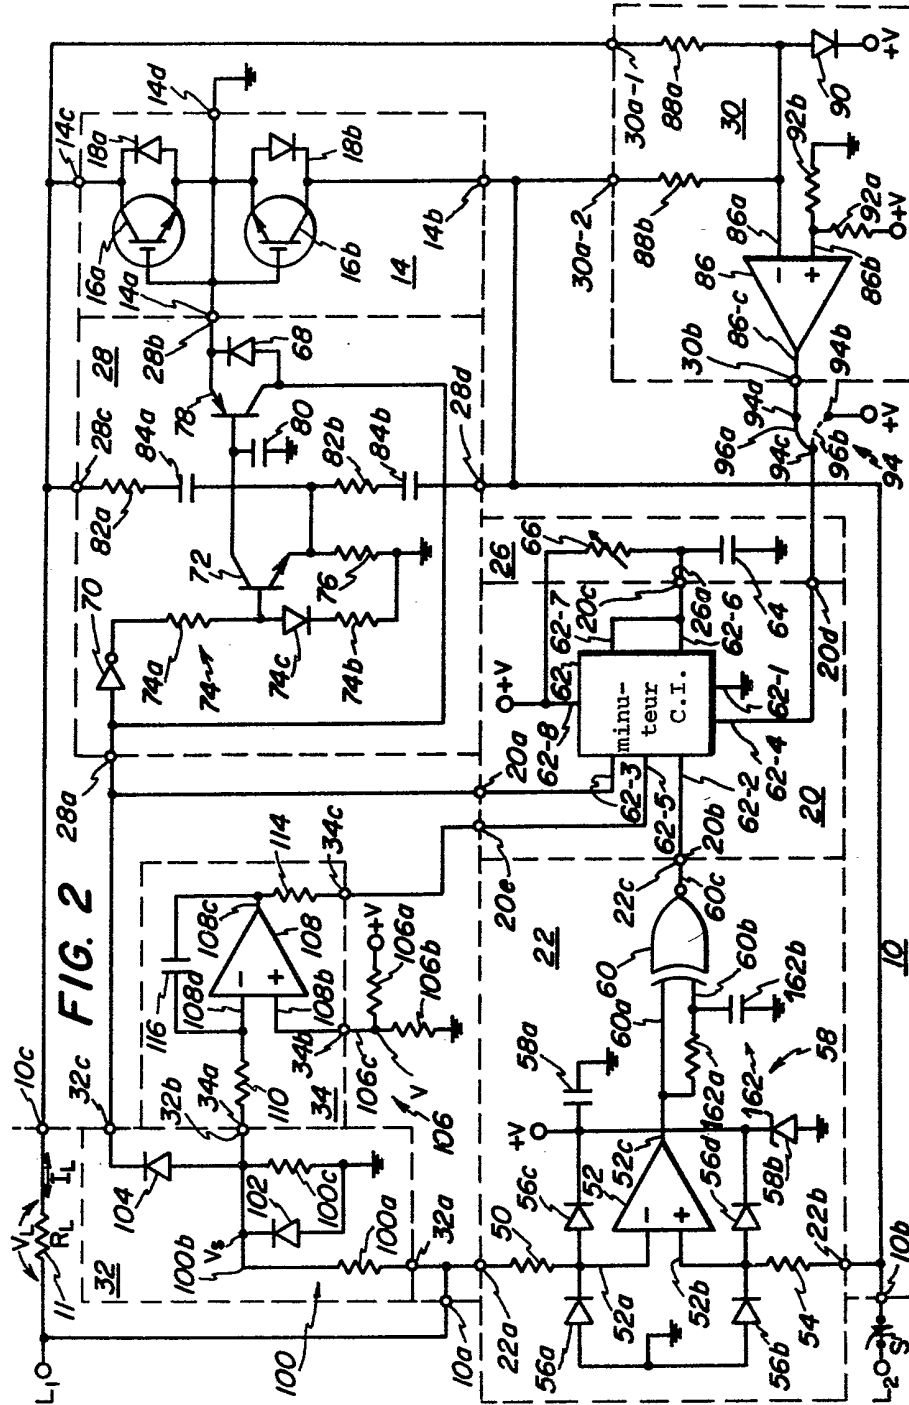 FIG. 2
L1
VL
RL
11
IL
10c
32c
32
104
102
100c
100b
VS
100a
100
32a
10a
32b
34a
110
34
116
108a
108b
108c
108
114
34c
34b
106c
V
106
106a
106b
+V
28a
70
74a
74
74c
74b
72
76
82a
84a
28c
82b
84b
80
78
68
28
28b
28d
14a
16a
18a
14c
14d
16b
18b
14
14b
22a
50
56a
52a
56c
52
52c
52b
56b
56d
54
22b
58a
58b
58
+V
162a
162
162b
60a
60b
60
60c
22
22c
20b
20e
20a
62-3
62-5
62-2
62-4
62-1
62-8
62
62-7
62-6
minu-
teur
C.I.
+V
20
20c
26a
20d
26
66
64
96a
94a
94c
96b
94b
94
+V
30b
86-c
86
86a
86b
88b
88a
30a-2
30a-1
30
92b
92a
+V
90
+V
10
10b
S
L2